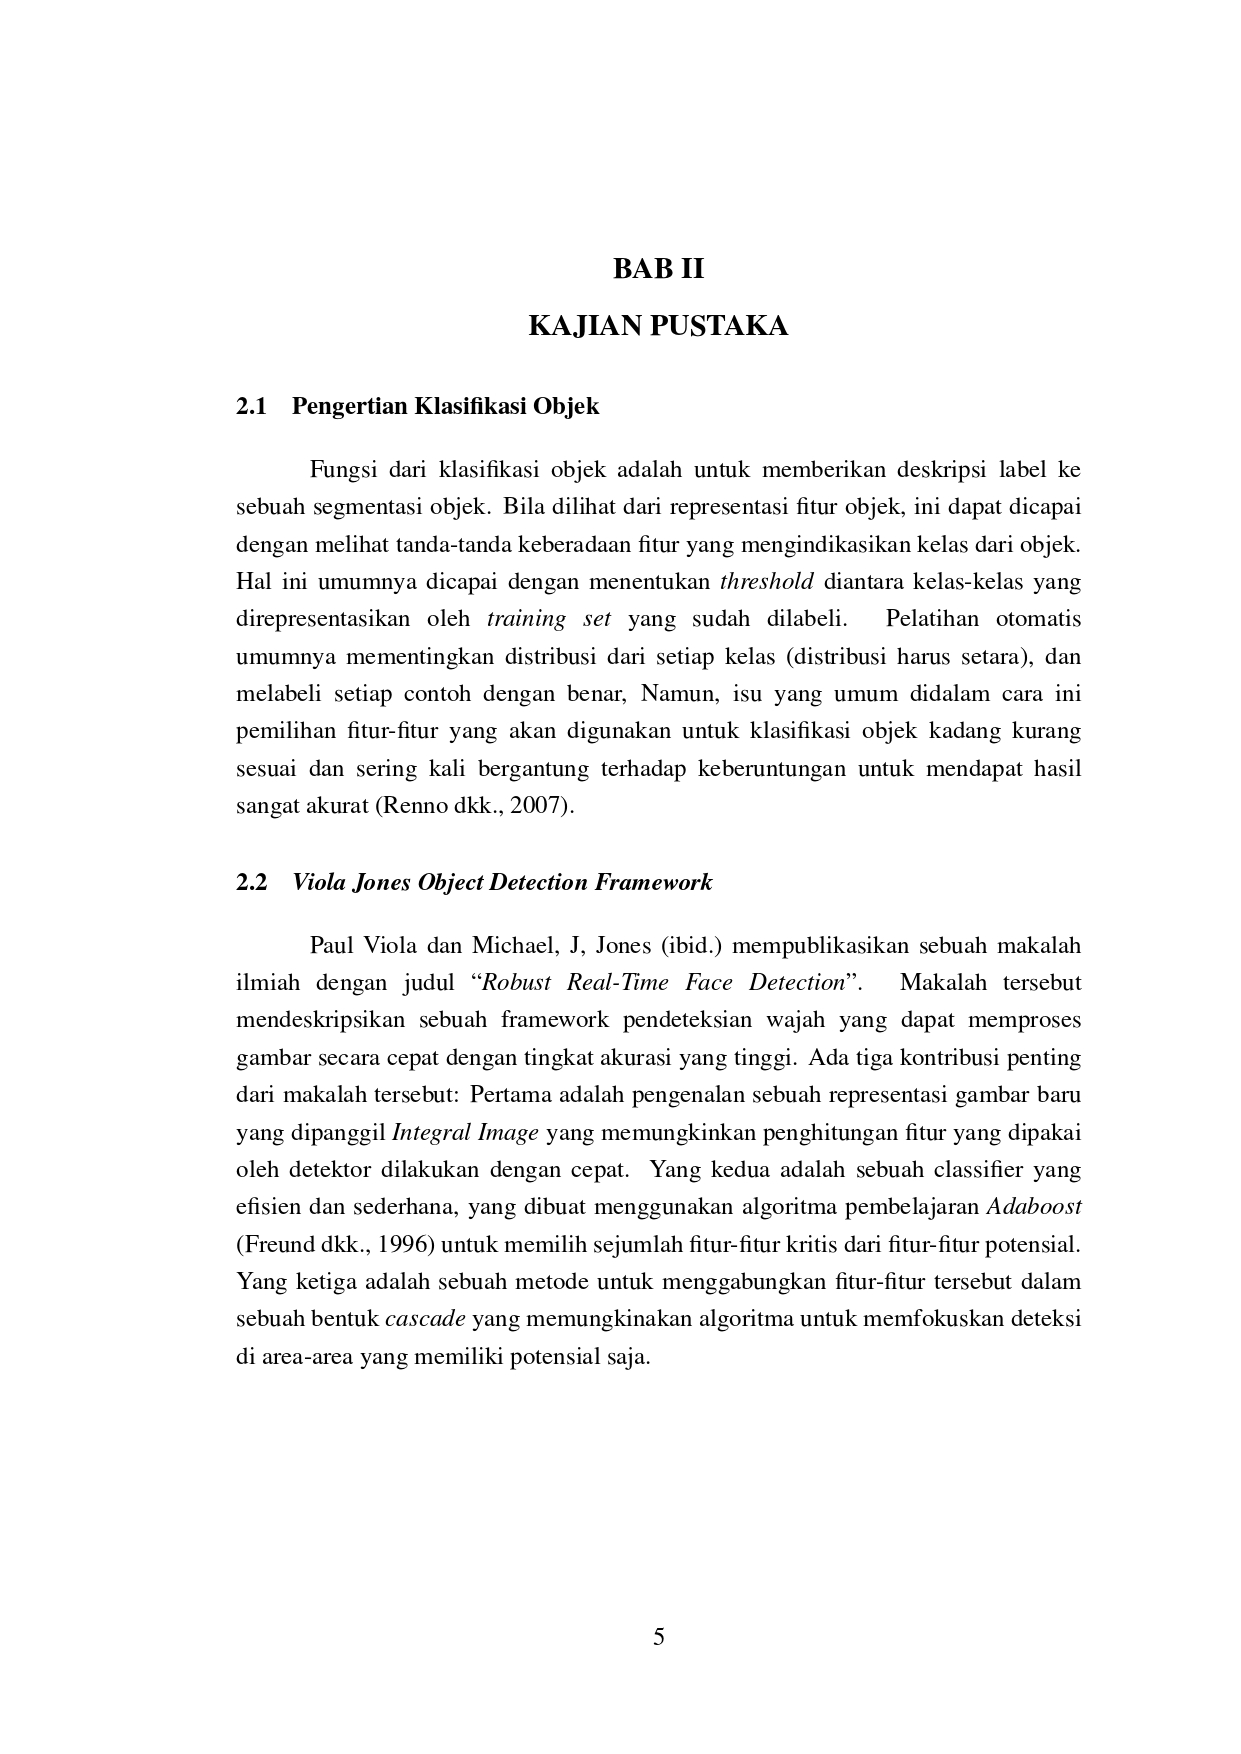 BAB II
KAJIAN PUSTAKA
2.1 Pengertian Klasifikasi Objek
Fungsi dari klasifikasi objek adalah untuk memberikan deskripsi label ke
sebuah segmentasi objek. Bila dilihat dari representasi fitur objek, ini dapat dicapai
dengan melihat tanda-tanda keberadaan fitur yang mengindikasikan kelas dari objek.
Hal ini umumnya dicapai dengan menentukan threshold diantara kelas-kelas yang
direpresentasikan oleh training set yang sudah dilabeli. Pelatihan otomatis
umumnya mementingkan distribusi dari setiap kelas (distribusi harus setara), dan
melabeli setiap contoh dengan benar, Namun, isu yang umum didalam cara ini
pemilihan fitur-fitur yang akan digunakan untuk klasifikasi objek kadang kurang
sesuai dan sering kali bergantung terhadap keberuntungan untuk mendapat hasil
sangat akurat (Renno dkk., 2007).
2.2 Viola Jones Object Detection Framework
Paul Viola dan Michael, J, Jones (ibid.) mempublikasikan sebuah makalah
ilmiah dengan judul “Robust Real-Time Face Detection”. Makalah tersebut
mendeskripsikan sebuah framework pendeteksian wajah yang dapat memproses
gambar secara cepat dengan tingkat akurasi yang tinggi. Ada tiga kontribusi penting
dari makalah tersebut: Pertama adalah pengenalan sebuah representasi gambar baru
yang dipanggil Integral Image yang memungkinkan penghitungan fitur yang dipakai
oleh detektor dilakukan dengan cepat. Yang kedua adalah sebuah classifier yang
efisien dan sederhana, yang dibuat menggunakan algoritma pembelajaran Adaboost
(Freund dkk., 1996) untuk memilih sejumlah fitur-fitur kritis dari fitur-fitur potensial.
Yang ketiga adalah sebuah metode untuk menggabungkan fitur-fitur tersebut dalam
sebuah bentuk cascade yang memungkinakan algoritma untuk memfokuskan deteksi
di area-area yang memiliki potensial saja.
5